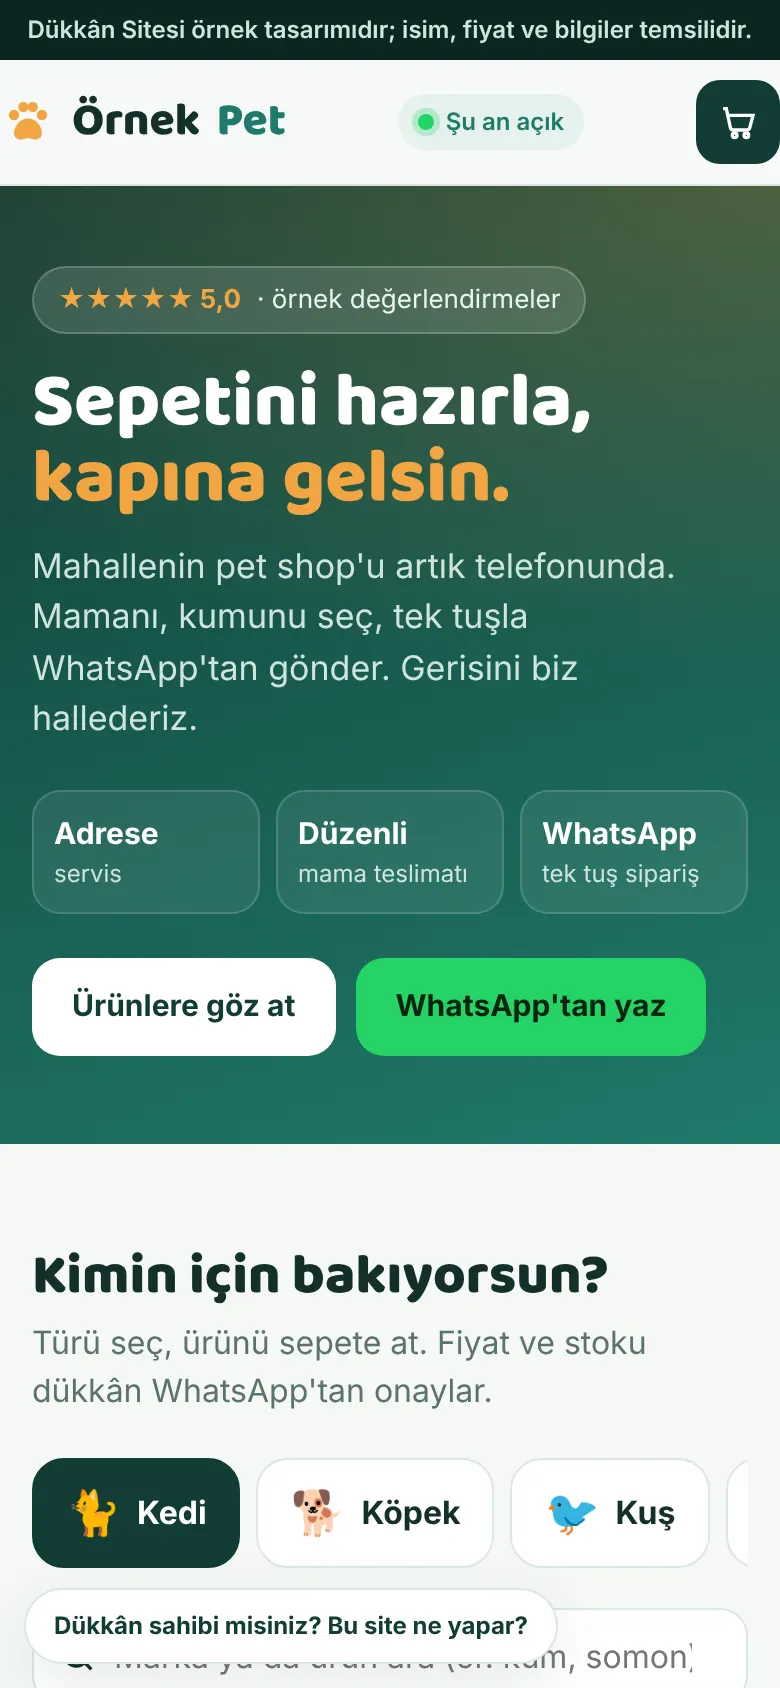 Dükkân Sitesi örnek tasarımıdır; isim, fiyat ve bilgiler temsilidir.
Örnek Pet
Şu an açık
★★★★★ 5,0 · örnek değerlendirmeler
Sepetini hazırla,
kapına gelsin.
Mahallenin pet shop'u artık telefonunda.
Mamanı, kumunu seç, tek tuşla
WhatsApp'tan gönder. Gerisini biz
hallederiz.
Adrese
servis
Düzenli
mama teslimatı
WhatsApp
tek tuş sipariş
Ürünlere göz at
WhatsApp'tan yaz
Kimin için bakıyorsun?
Türü seç, ürünü sepete at. Fiyat ve stoku
dükkân WhatsApp'tan onaylar.
Kedi
Köpek
Kuş
Dükkân sahibi misiniz? Bu site ne yapar?
somon)